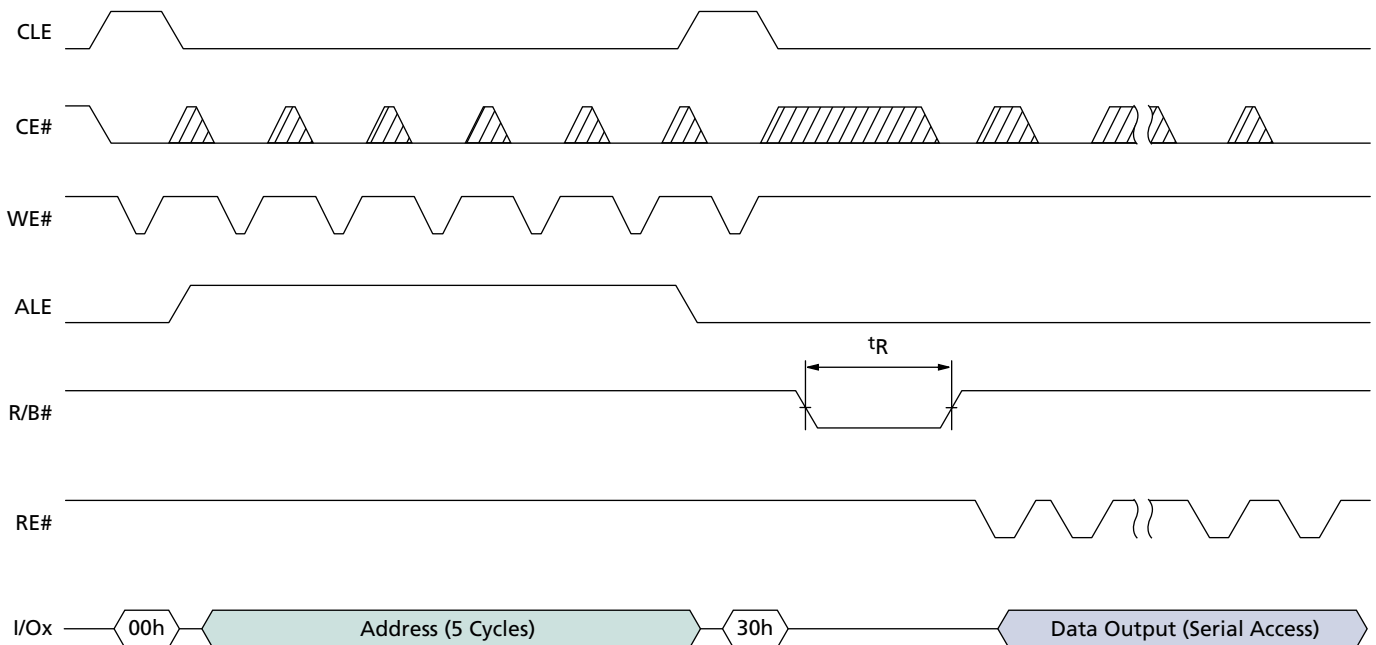 CLE
CE#
WE#
ALE
tR
R/B#
RE#
I/Ox
00h
Address (5 Cycles)
30h
Data Output (Serial Access)